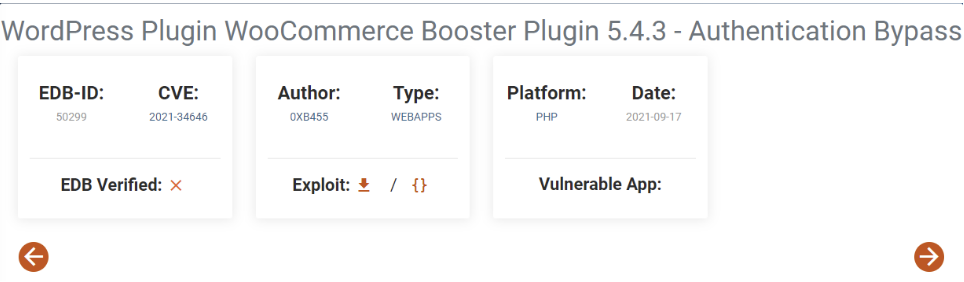 WordPress Plugin WooCommerce Booster Plugin 5.4.3 - Authentication Bypass
EDB-ID: CVE:
50299 2021-34646
EDB Verified: ×
Author: Type:
0XB455 WEBAPPS
Exploit: / {}
Platform: Date:
PHP 2021-09-17
Vulnerable App: